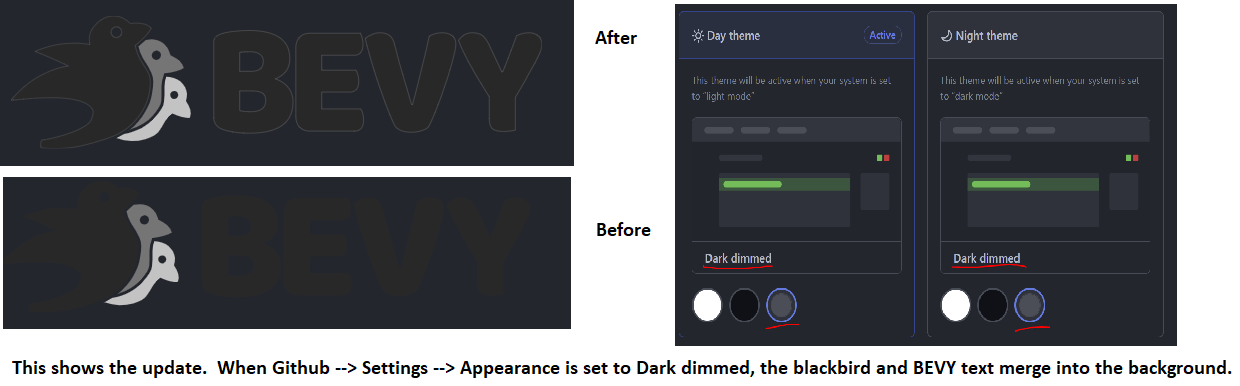 BEVY
After
BEVY
Before
Day theme
Active
This theme will be active when your system is set
to "light mode"
Dark dimmed
Night theme
This theme will be active when your system is set
to "dark mode"
Dark dimmed
This shows the update.  When Github --> Settings --> Appearance is set to Dark dimmed, the blackbird and BEVY text merge into the background.